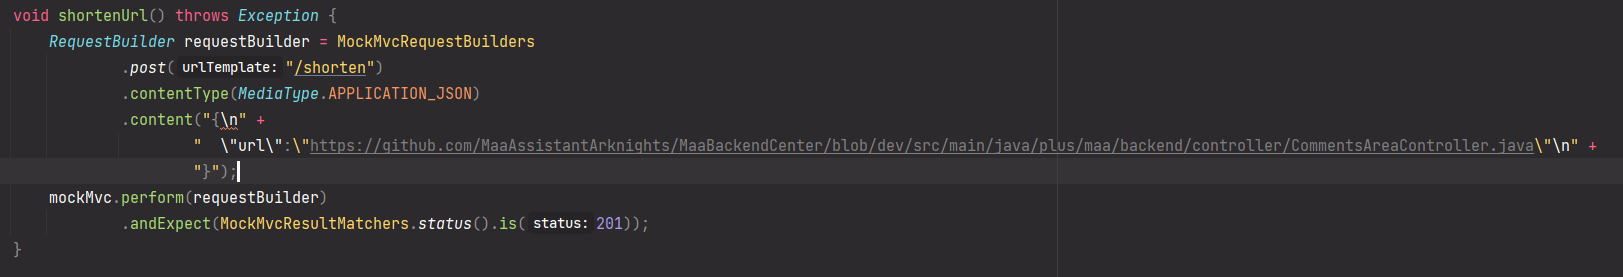 void shortenUrl() throws Exception {
    RequestBuilder requestBuilder = MockMvcRequestBuilders
            .post( urlTemplate: "/shorten")
            .contentType(MediaType.APPLICATION_JSON)
            .content("{\n" +
                    "  \"url\":\"https://github.com/MaaAssistantArknights/MaaBackendCenter/blob/dev/src/main/java/plus/maa/backend/controller/CommentsAreaController.java\"\n" +
                    "}");
    mockMvc.perform(requestBuilder)
            .andExpect(MockMvcResultMatchers.status().is( status: 201));
}